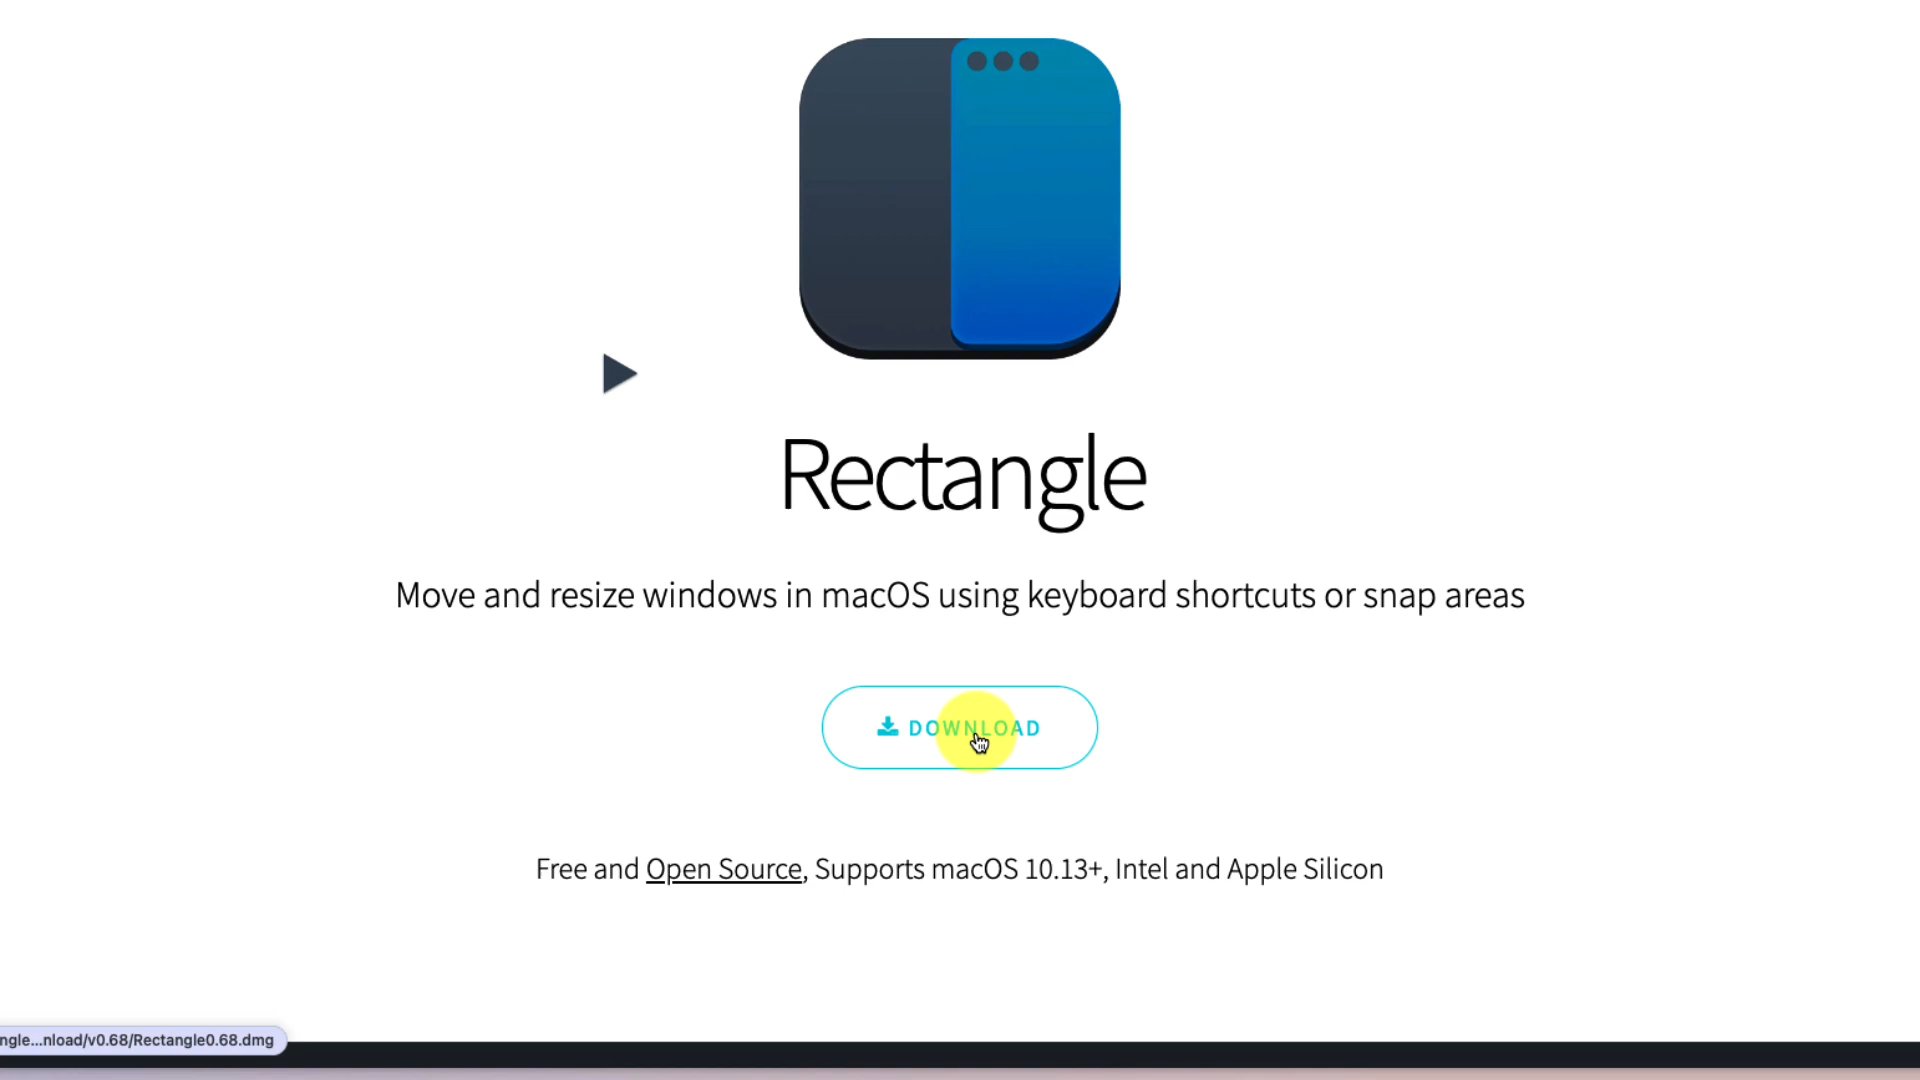 Rectangle
Move and resize windows in macOS using keyboard shortcuts or snap areas
DOWNLOAD
Free and Open Source, Supports macOS 10.13+, Intel and Apple Silicon
ngle...nload/v0.68/Rectangle0.68.dmg